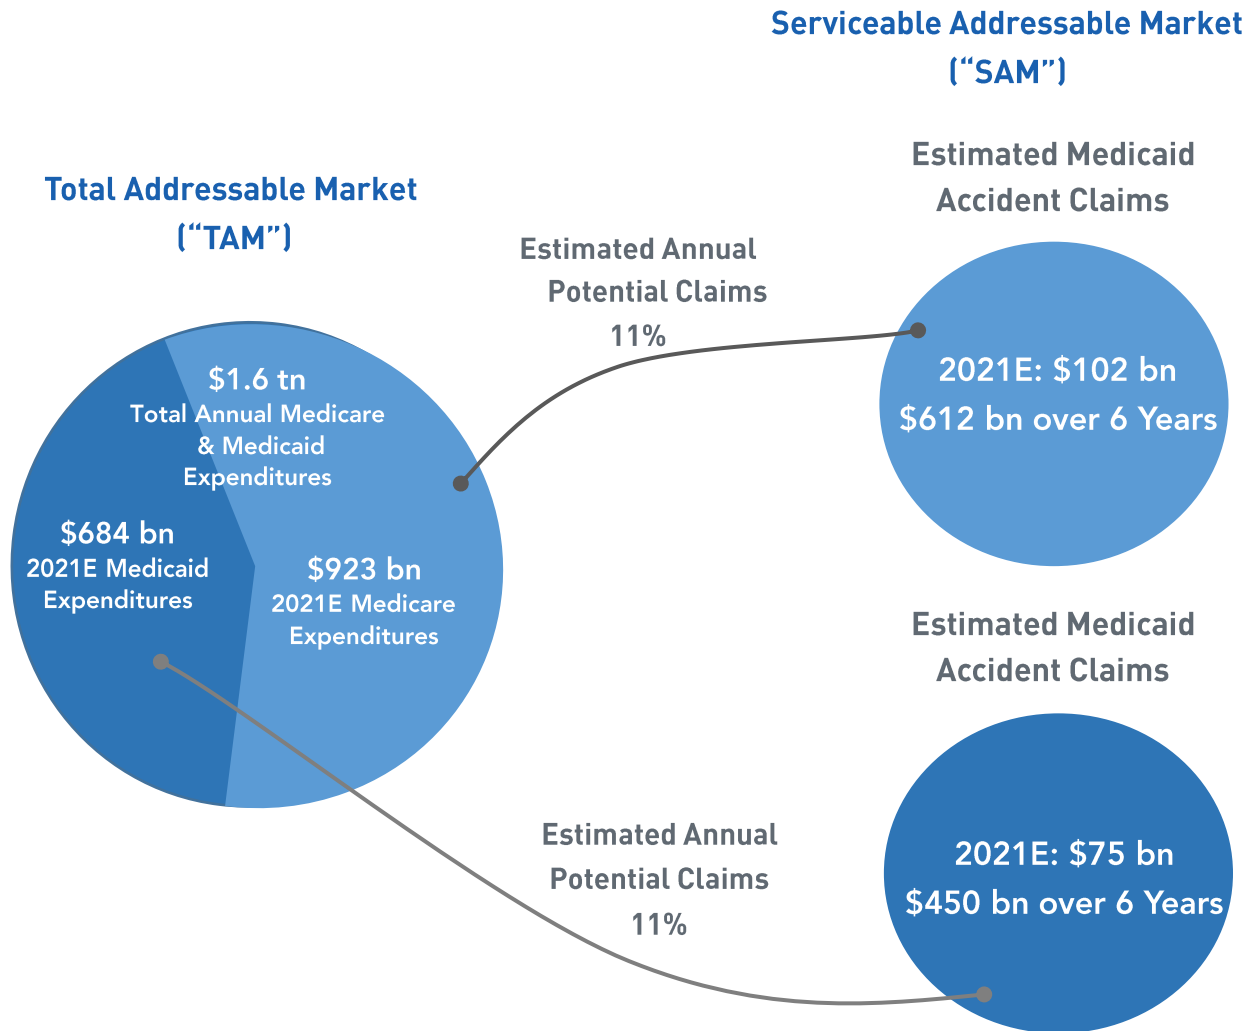 Serviceable Addressable Market
(“SAM”)
Total Addressable Market
(“TAM”)
$1.6 tn
Total Annual Medicare
& Medicaid
Expenditures
$684 bn
2021E Medicaid
Expenditures
$923 bn
2021E Medicare
Expenditures
Estimated Annual
Potential Claims
11%
Estimated Medicaid
Accident Claims
2021E: $102 bn
$612 bn over 6 Years
Estimated Annual
Potential Claims
11%
Estimated Medicaid
Accident Claims
2021E: $75 bn
$450 bn over 6 Years